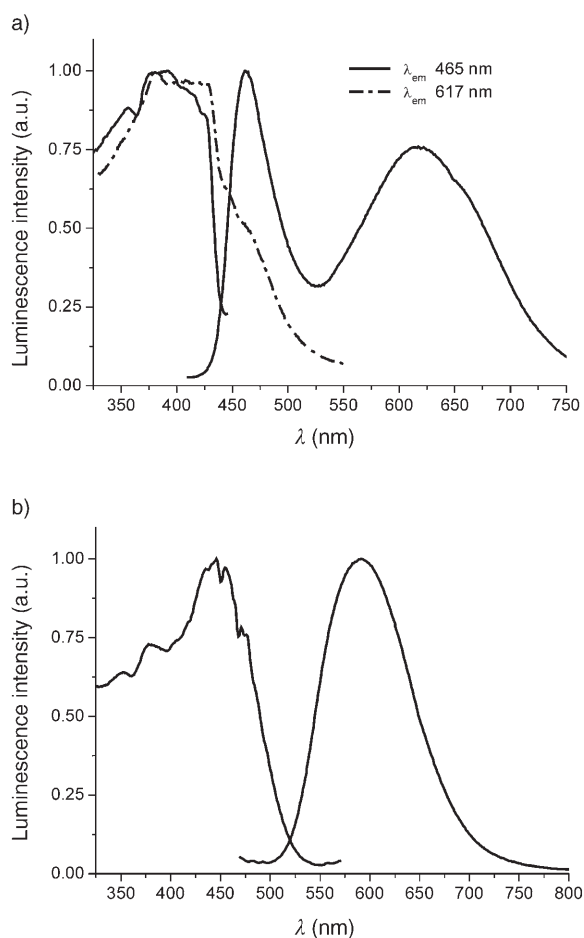 a)
Luminescence intensity (a.u.)
1.00
0.75
0.50
0.25
0.00
λem 465 nm
λem 617 nm
350 400 450 500 550 600 650 700 750
λ (nm)
b)
Luminescence intensity (a.u.)
1.00
0.75
0.50
0.25
0.00
350 400 450 500 550 600 650 700 750 800
λ (nm)